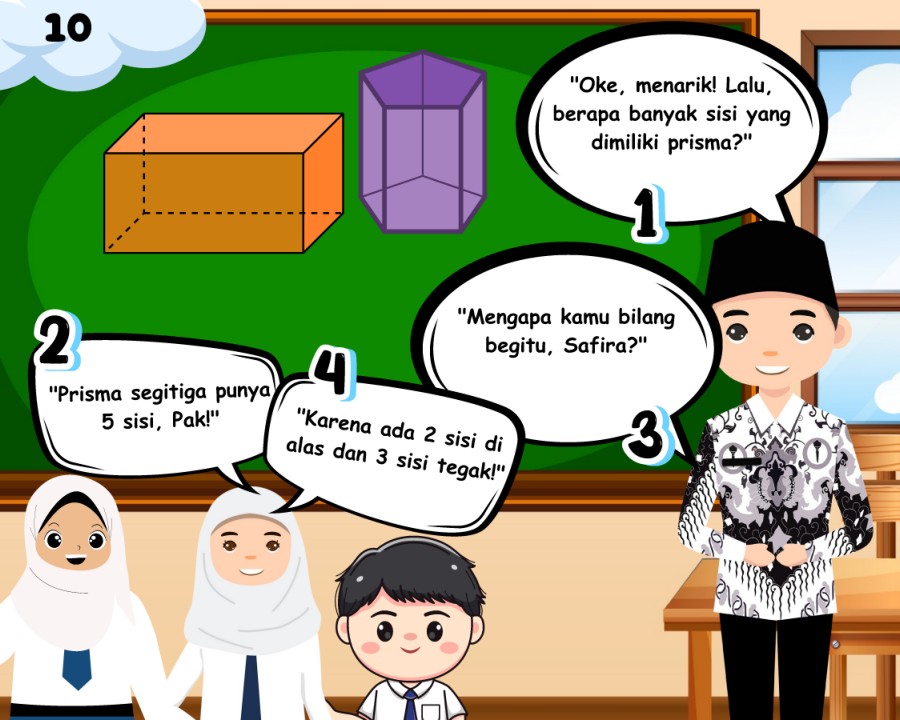 10
"Oke, menarik! Lalu,
berapa banyak sisi yang
dimiliki prisma?"
1
2
"Prisma segitiga punya
5 sisi, Pak!"
"Mengapa kamu bilang
begitu, Safira?"
3
4
"Karena ada 2 sisi di
alas dan 3 sisi tegak!"